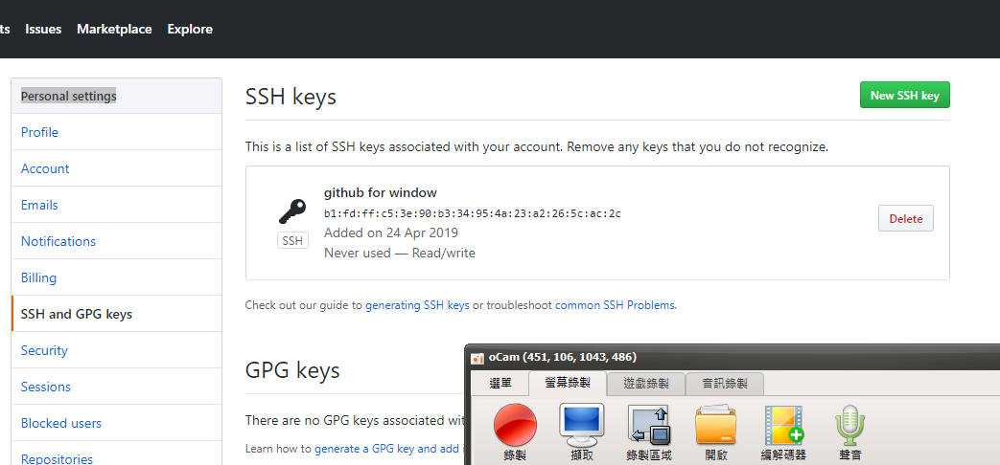 ts Issues Marketplace Explore
Personal settings
Profile
Account
Emails
Notifications
Billing
SSH and GPG keys
Security
Sessions
Blocked users
Repositories
SSH keys
New SSH key
This is a list of SSH keys associated with your account. Remove any keys that you do not recognize.
github for window
b1:fd:ff:c5:3e:90:b3:34:95:4a:23:a2:26:5c:ac:2c
Added on 24 Apr 2019
Never used — Read/write
SSH
Delete
Check out our guide to generating SSH keys or troubleshoot common SSH Problems.
GPG keys
There are no GPG keys associated wit
Learn how to generate a GPG key and add i
oCam (451, 106, 1043, 486)
選單 螢幕錄製 遊戲錄製 音訊錄製
錄製 擷取 錄製區域 開啟 編解碼器 聲音